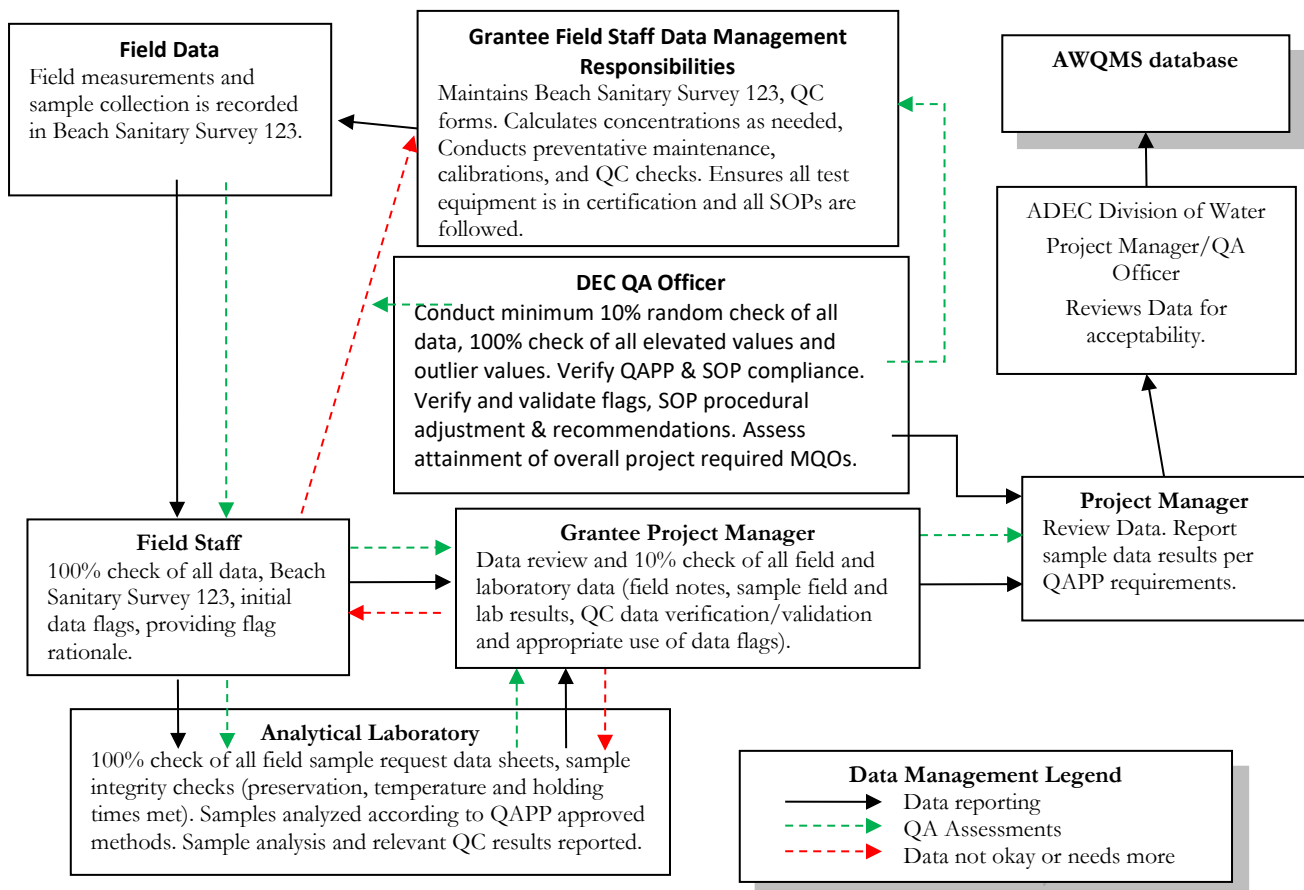 Field Data
Field measurements and
sample collection is recorded
in Beach Sanitary Survey 123.
Grantee Field Staff Data Management
Responsibilities
Maintains Beach Sanitary Survey 123, QC
forms. Calculates concentrations as needed,
Conducts preventative maintenance,
calibrations, and QC checks. Ensures all test
equipment is in certification and all SOPs are
followed.
AWQMS database
ADEC Division of Water
Project Manager/QA
Officer
Reviews Data for
acceptability.
DEC QA Officer
Conduct minimum 10% random check of all
data, 100% check of all elevated values and
outlier values. Verify QAPP & SOP compliance.
Verify and validate flags, SOP procedural
adjustment & recommendations. Assess
attainment of overall project required MQOs.
Field Staff
100% check of all data, Beach
Sanitary Survey 123, initial
data flags, providing flag
rationale.
Grantee Project Manager
Data review and 10% check of all field and
laboratory data (field notes, sample field and
lab results, QC data verification/validation
and appropriate use of data flags).
Project Manager
Review Data. Report
sample data results per
QAPP requirements.
Analytical Laboratory
100% check of all field sample request data sheets, sample
integrity checks (preservation, temperature and holding
times met). Samples analyzed according to QAPP approved
methods. Sample analysis and relevant QC results reported.
Data Management Legend
Data reporting
QA Assessments
Data not okay or needs more